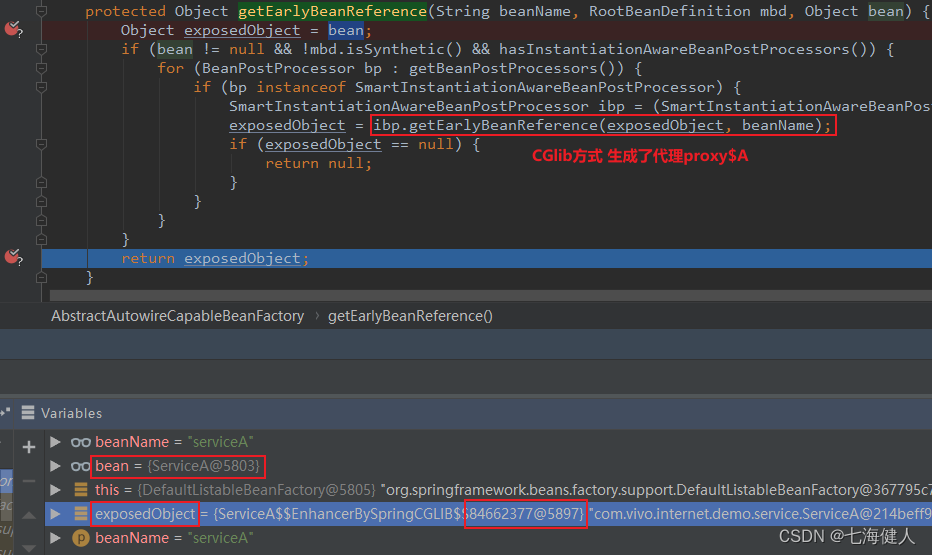 protected Object getEarlyBeanReference(String beanName, RootBeanDefinition mbd, Object bean) {
Object exposedObject = bean;
if (bean != null && !mbd.isSynthetic() && hasInstantiationAwareBeanPostProcessors()) {
for (BeanPostProcessor bp : getBeanPostProcessors()) {
if (bp instanceof SmartInstantiationAwareBeanPostProcessor) {
SmartInstantiationAwareBeanPostProcessor ibp = (SmartInstantiationAwareBeanPos
exposedObject = ibp.getEarlyBeanReference(exposedObject, beanName);
if (exposedObject == null) {
CGlib方式 生成了代理proxy$A
return null;
}
}
}
}
return exposedObject;
}
AbstractAutowireCapableBeanFactory › getEarlyBeanReference()
Variables
beanName = "serviceA"
bean = {ServiceA@5803}
this = {DefaultListableBeanFactory@5805} "org.springframework.beans.factory.support.DefaultListableBeanFactory@367795c7
exposedObject = {ServiceA$$EnhancerBySpringCGLIB$$84662377@5897} "com.vivo.internet.demo.service.ServiceA@214beff9
beanName = "serviceA"
CSDN @七海健人